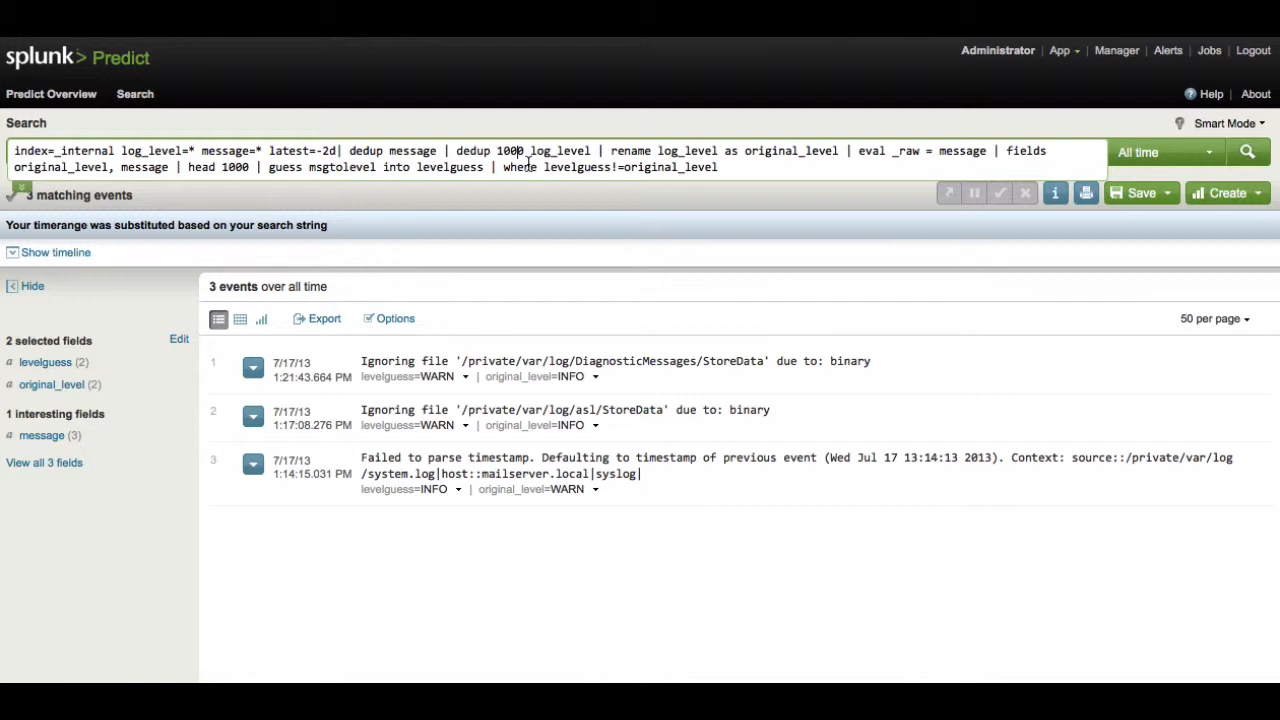 splunk> Predict
Administrator | App | Manager | Alerts | Jobs | Logout
Predict Overview Search
Help | About
Search
Smart Mode
index=_internal log_level=* message=* latest=-2d| dedup message | dedup 1000 log_level | rename log_level as original_level | eval _raw = message | fields
original_level, message | head 1000 | guess msgtolevel into levelguess | where levelguess!=original_level
All time
3 matching events
Save Create
Your timerange was substituted based on your search string
Show timeline
Hide
3 events over all time
Export Options
50 per page
2 selected fields Edit
a levelguess (2)
a original_level (2)
1 interesting fields
a message (3)
View all 3 fields
1 7/17/13 Ignoring file '/private/var/log/DiagnosticMessages/StoreData' due to: binary
1:21:43.664 PM levelguess=WARN | original_level=INFO
2 7/17/13 Ignoring file '/private/var/log/asl/StoreData' due to: binary
1:17:08.276 PM levelguess=WARN | original_level=INFO
3 7/17/13 Failed to parse timestamp. Defaulting to timestamp of previous event (Wed Jul 17 13:14:13 2013). Context: source::/private/var/log
1:14:15.031 PM /system.log|host::mailserver.local|syslog|
levelguess=INFO | original_level=WARN